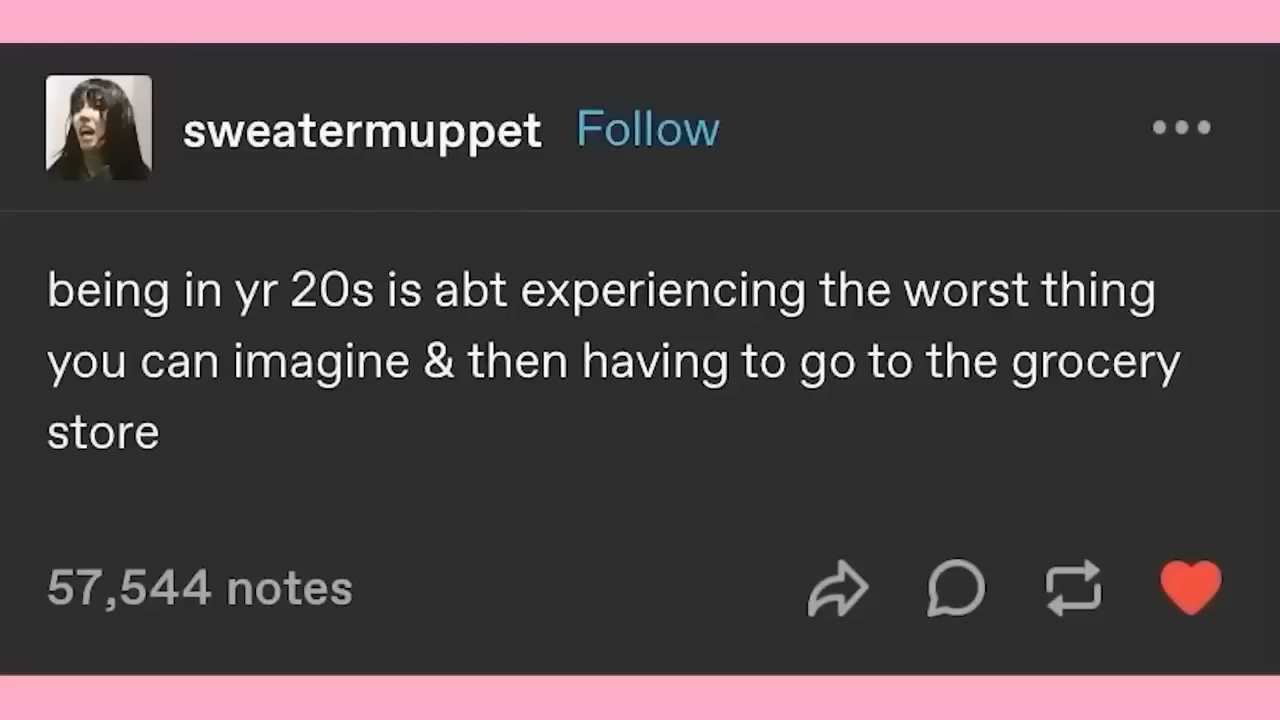 sweatermuppet Follow
being in yr 20s is abt experiencing the worst thing
you can imagine & then having to go to the grocery
store
57,544 notes